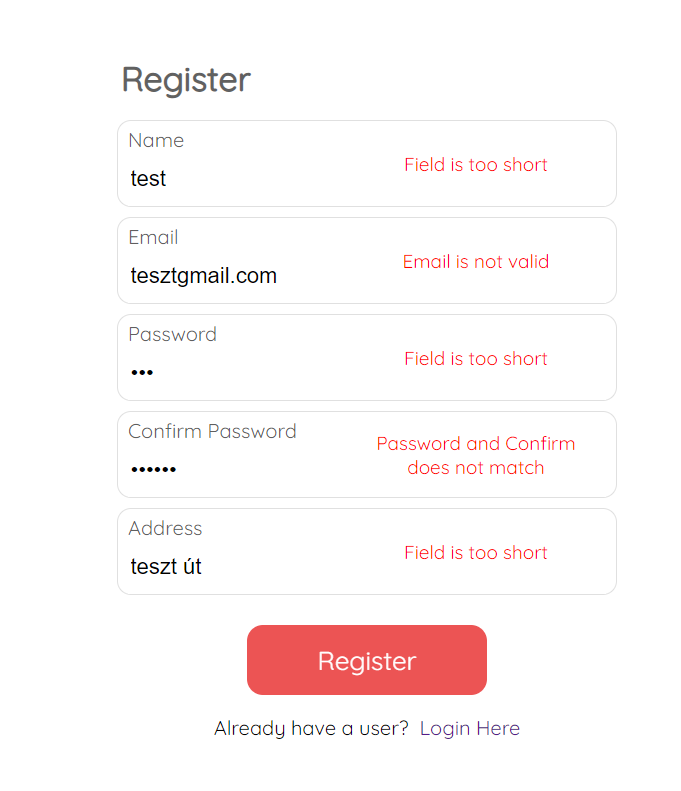 Register
Name
test
Field is too short
Email
tesztgmail.com
Email is not valid
Password
•••
Field is too short
Confirm Password
••••••
Password and Confirm
does not match
Address
teszt út
Field is too short
Register
Already have a user? Login Here